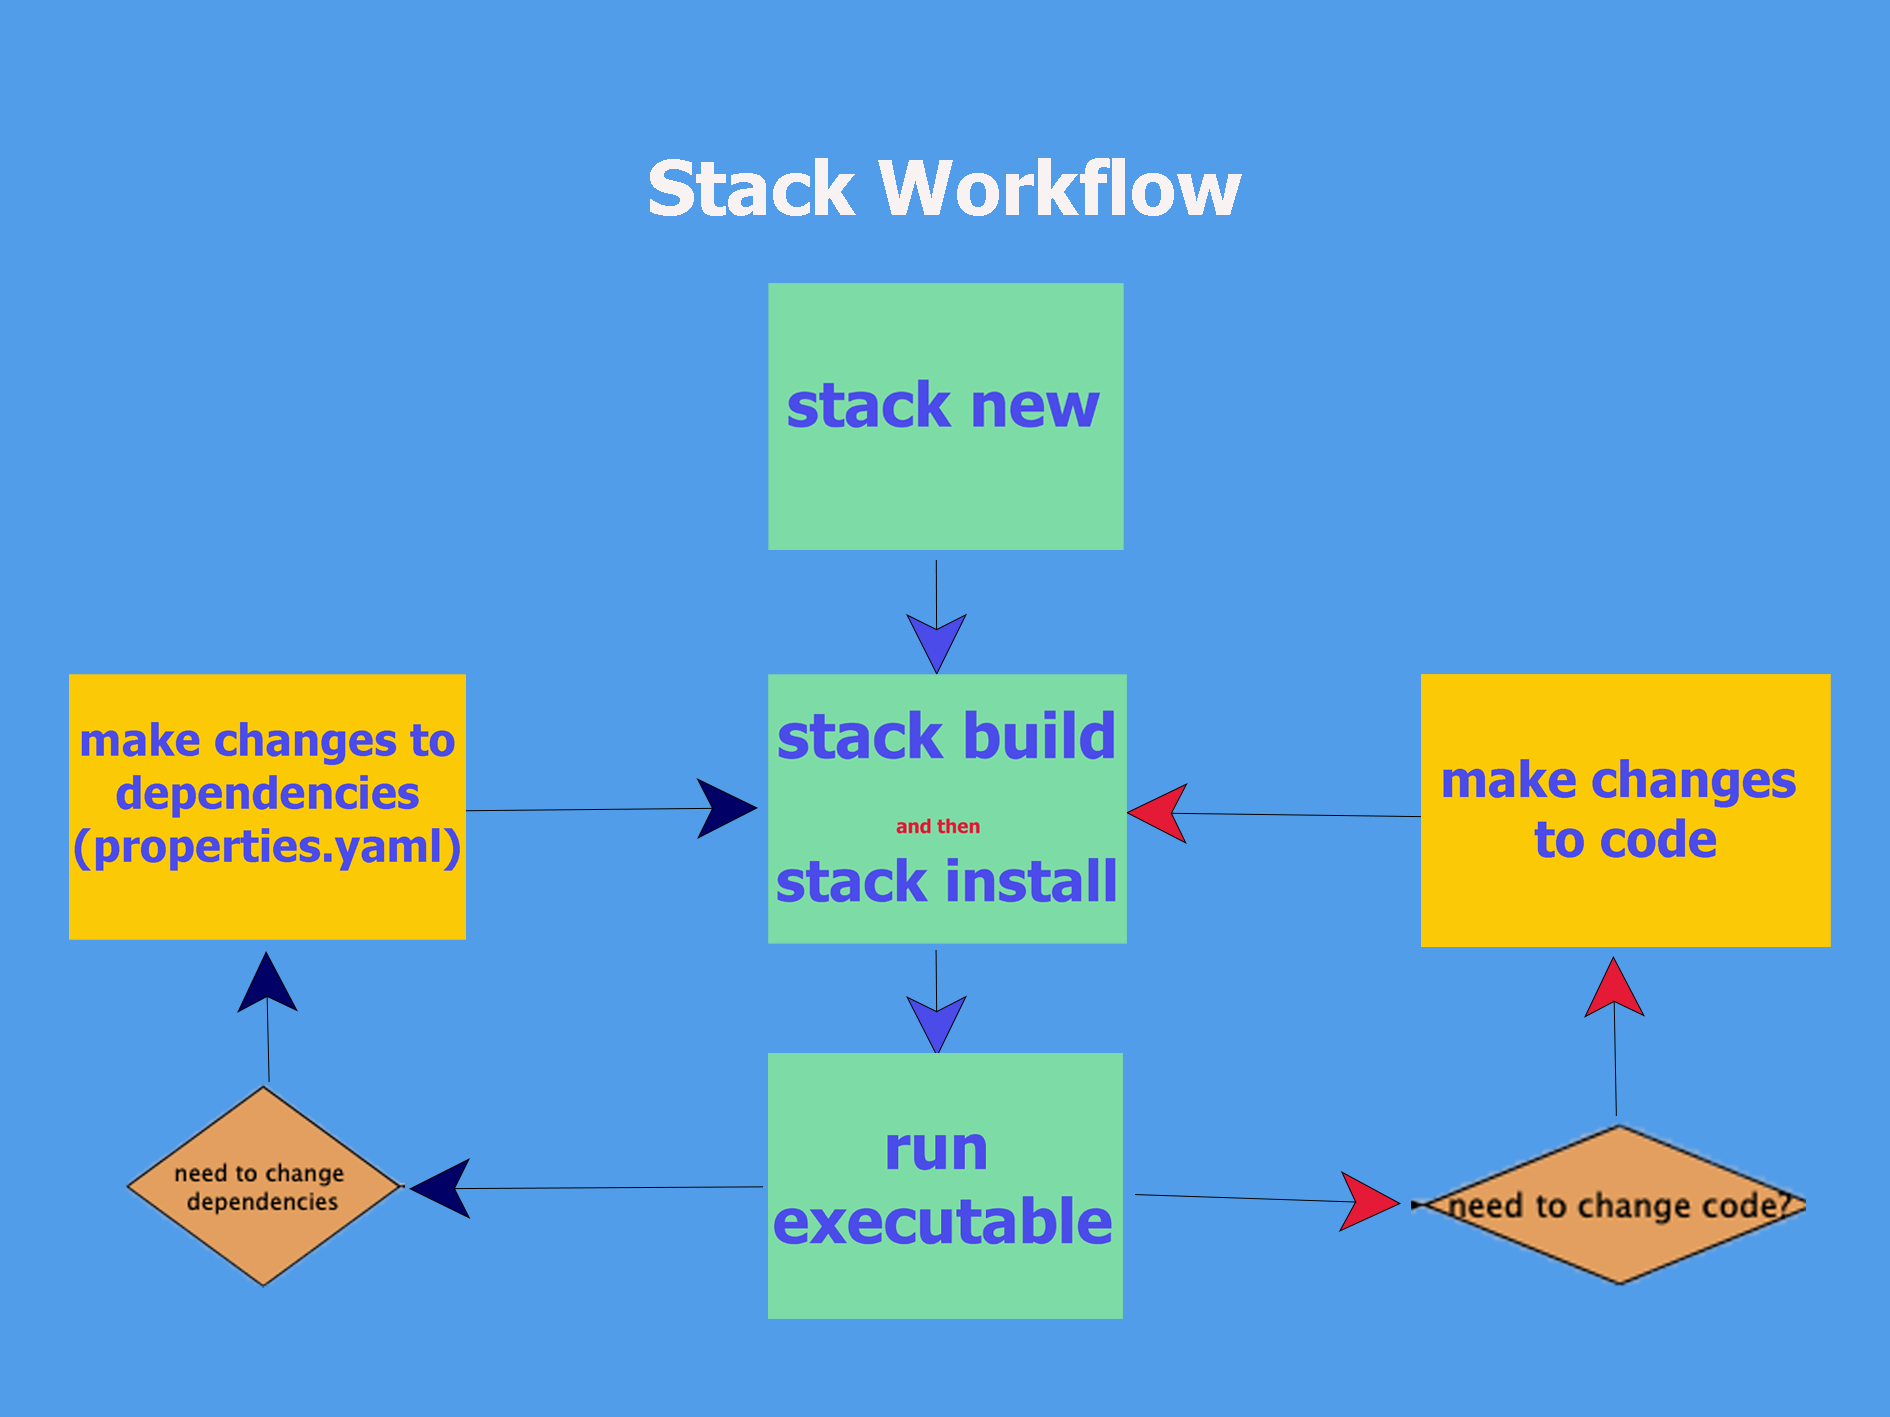 Stack Workflow
stack new
make changes to
dependencies
(properties.yaml)
stack build
and then
stack install
make changes
to code
need to change
dependencies
run
executable
need to change code?